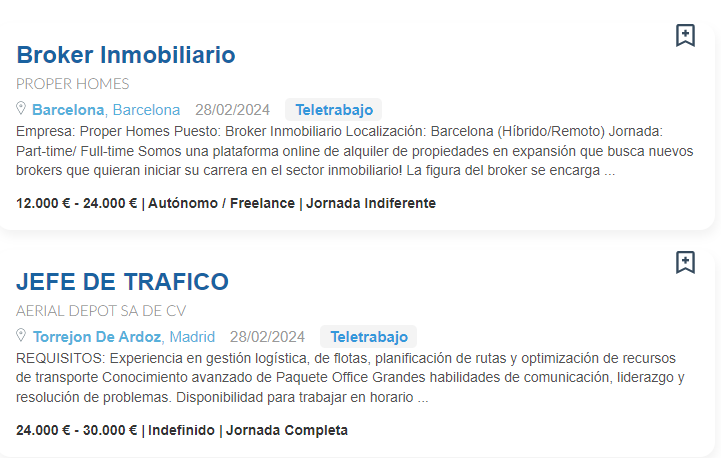 Broker Inmobiliario
PROPER HOMES
Barcelona, Barcelona 28/02/2024 Teletrabajo
Empresa: Proper Homes Puesto: Broker Inmobiliario Localización: Barcelona (Híbrido/Remoto) Jornada:
Part-time/ Full-time Somos una plataforma online de alquiler de propiedades en expansión que busca nuevos
brokers que quieran iniciar su carrera en el sector inmobiliario! La figura del broker se encarga ...
12.000 € - 24.000 € | Autónomo / Freelance | Jornada Indiferente
JEFE DE TRAFICO
AERIAL DEPOT SA DE CV
Torrejon De Ardoz, Madrid 28/02/2024 Teletrabajo
REQUISITOS: Experiencia en gestión logística, de flotas, planificación de rutas y optimización de recursos
de transporte Conocimiento avanzado de Paquete Office Grandes habilidades de comunicación, liderazgo y
resolución de problemas. Disponibilidad para trabajar en horario ...
24.000 € - 30.000 € | Indefinido | Jornada Completa